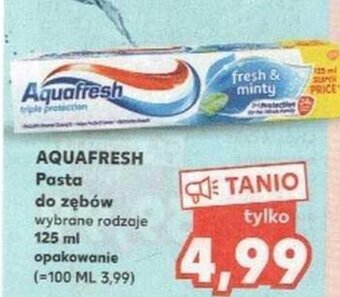 Aquafresh
triple protection
fresh &
minty
125 ml
SUPER
PRICE
AQUAFRESH
Pasta
do zębów
wybrane rodzaje
125 ml
opakowanie
(=100 ML 3,99)
TANIO
tylko
4,99